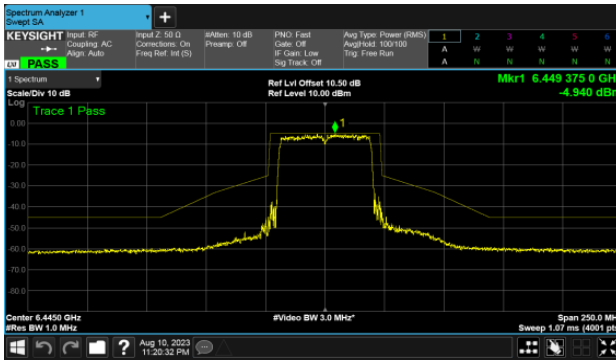 Spectrum Analyzer 1
Swept SA
+
KEYSIGHT Input: RF Input Z: 50 Ω #Atten: 10 dB PNO: Fast Avg Type: Power (RMS) 1 2 3 4 5 6
Coupling: AC Corrections: On Preamp: Off Gate: Off Avg|Hold: 100/100 A W W W W W
Align: Auto Freq Ref: Int (S) IF Gain: Low Trig: Free Run
Sig Track: Off
LXI PASS A N N N N N
1 Spectrum
Scale/Div 10 dB
Ref Lvl Offset 10.50 dB
Ref Level 10.00 dBm
Mkr1 6.449 375 0 GH
-4.940 dBr
Log
Trace 1 Pass
1
0.00
-10.0
-20.0
-30.0
-40.0
-50.0
-60.0
-70.0
-80.0
Center 6.4450 GHz #Video BW 3.0 MHz* Span 250.0 MH
#Res BW 1.0 MHz Sweep 1.07 ms (4001 pts
?
Aug 10, 2023
11:20:32 PM